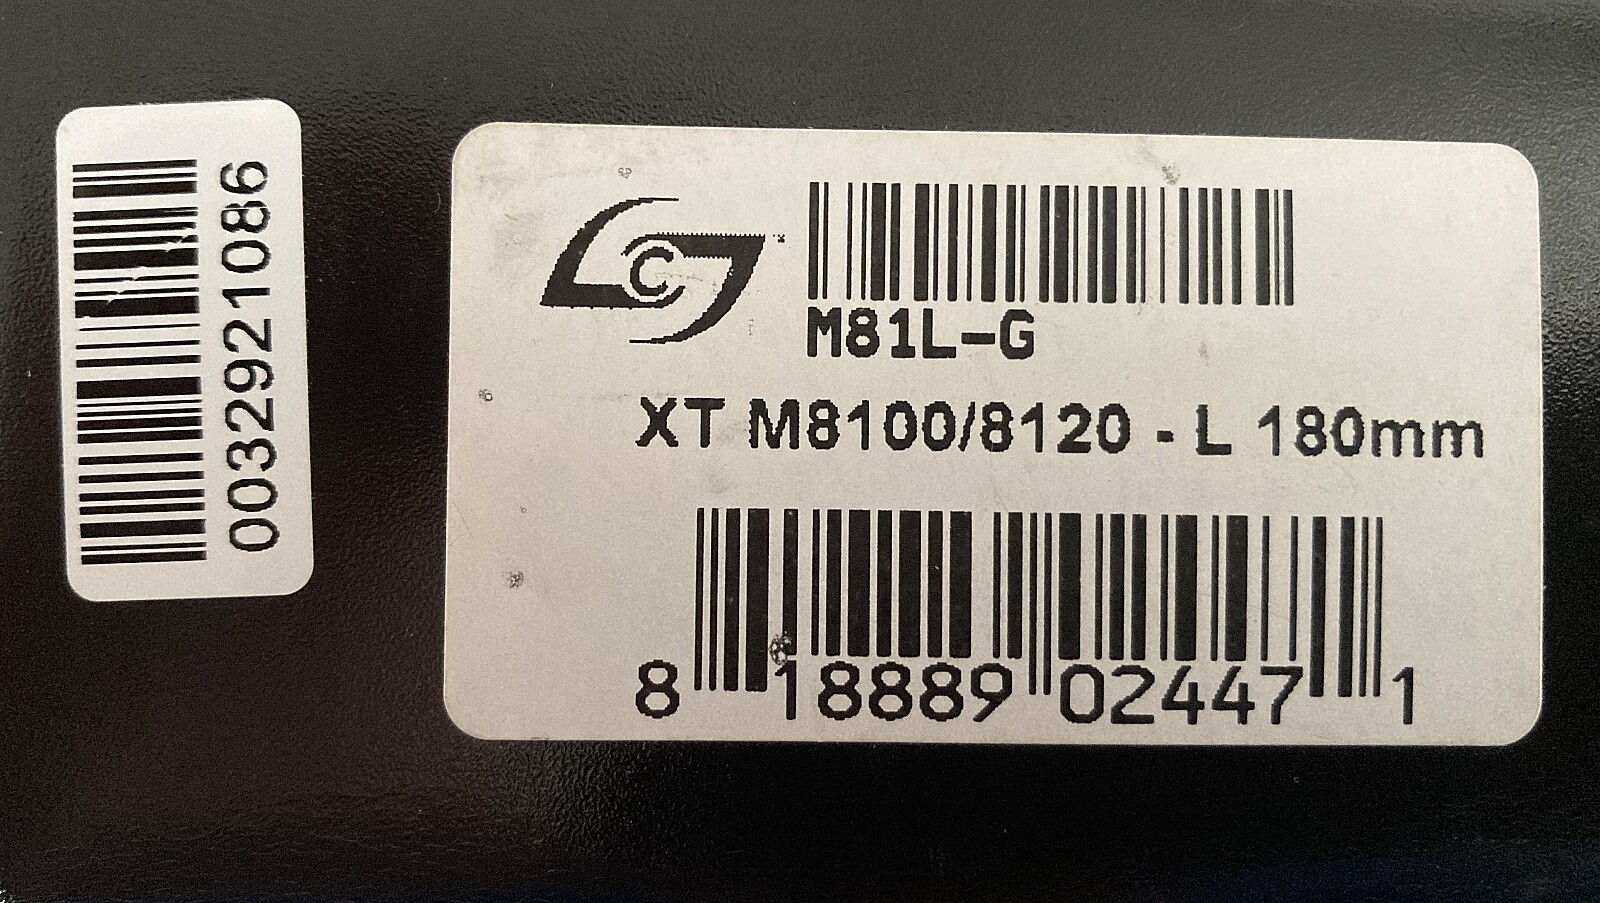 0032921086
C
M81L-G
XT M8100/8120 - L 180mm
8 18889 02447 1